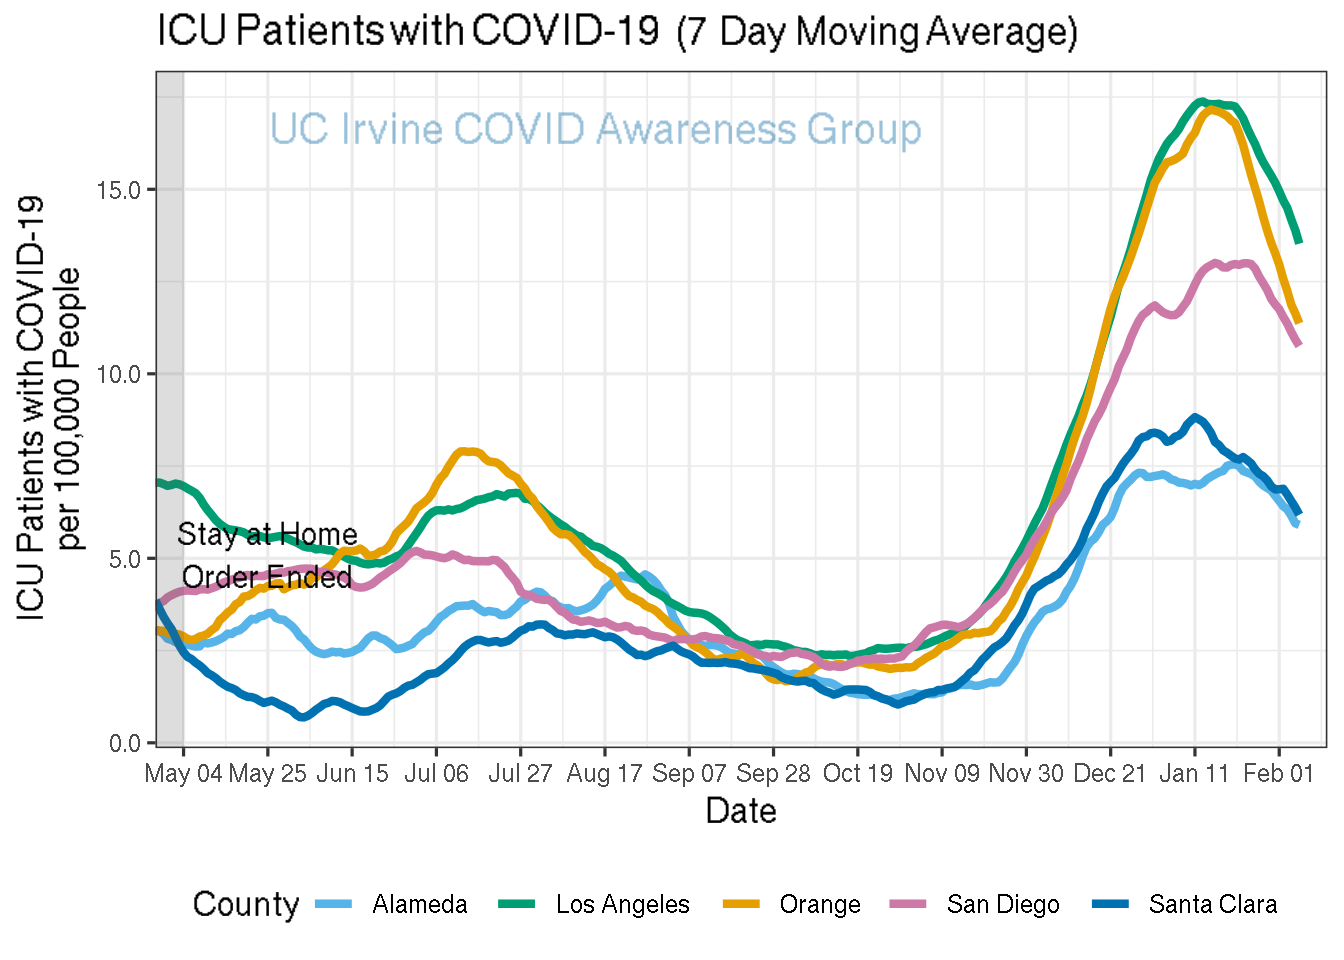 ICU Patients with COVID-19 (7 Day Moving Average)
UC Irvine COVID Awareness Group
ICU Patients with COVID-19
per 100,000 People
15.0
10.0
5.0
0.0
Stay at Home
Order Ended
May 04 May 25 Jun 15 Jul 06 Jul 27 Aug 17 Sep 07 Sep 28 Oct 19 Nov 09 Nov 30 Dec 21 Jan 11 Feb 01
Date
County Alameda Los Angeles Orange San Diego Santa Clara